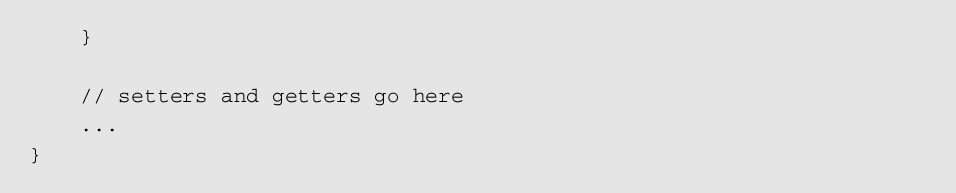 }
// setters and getters go here
...
}